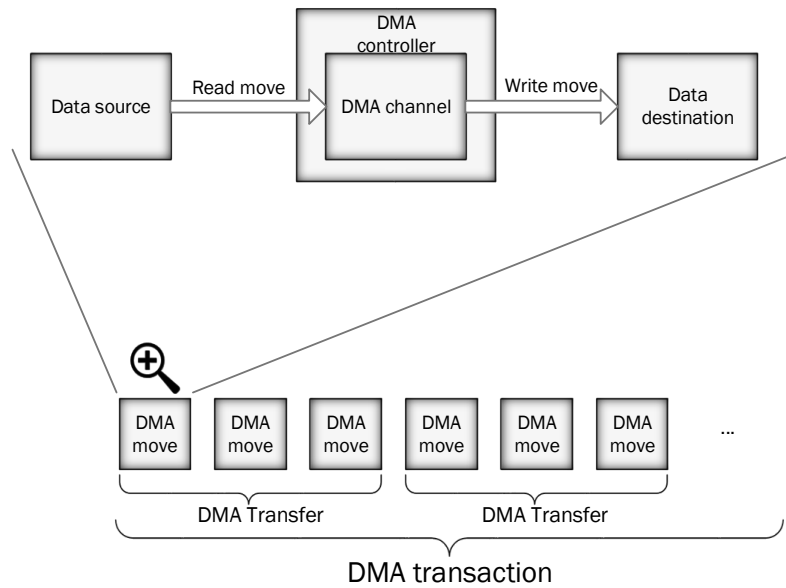 DMA
controller
Data source
Read move
DMA channel
Write move
Data
destination
DMA
move
DMA
move
DMA
move
DMA
move
DMA
move
DMA
move
...
DMA Transfer
DMA Transfer
DMA transaction